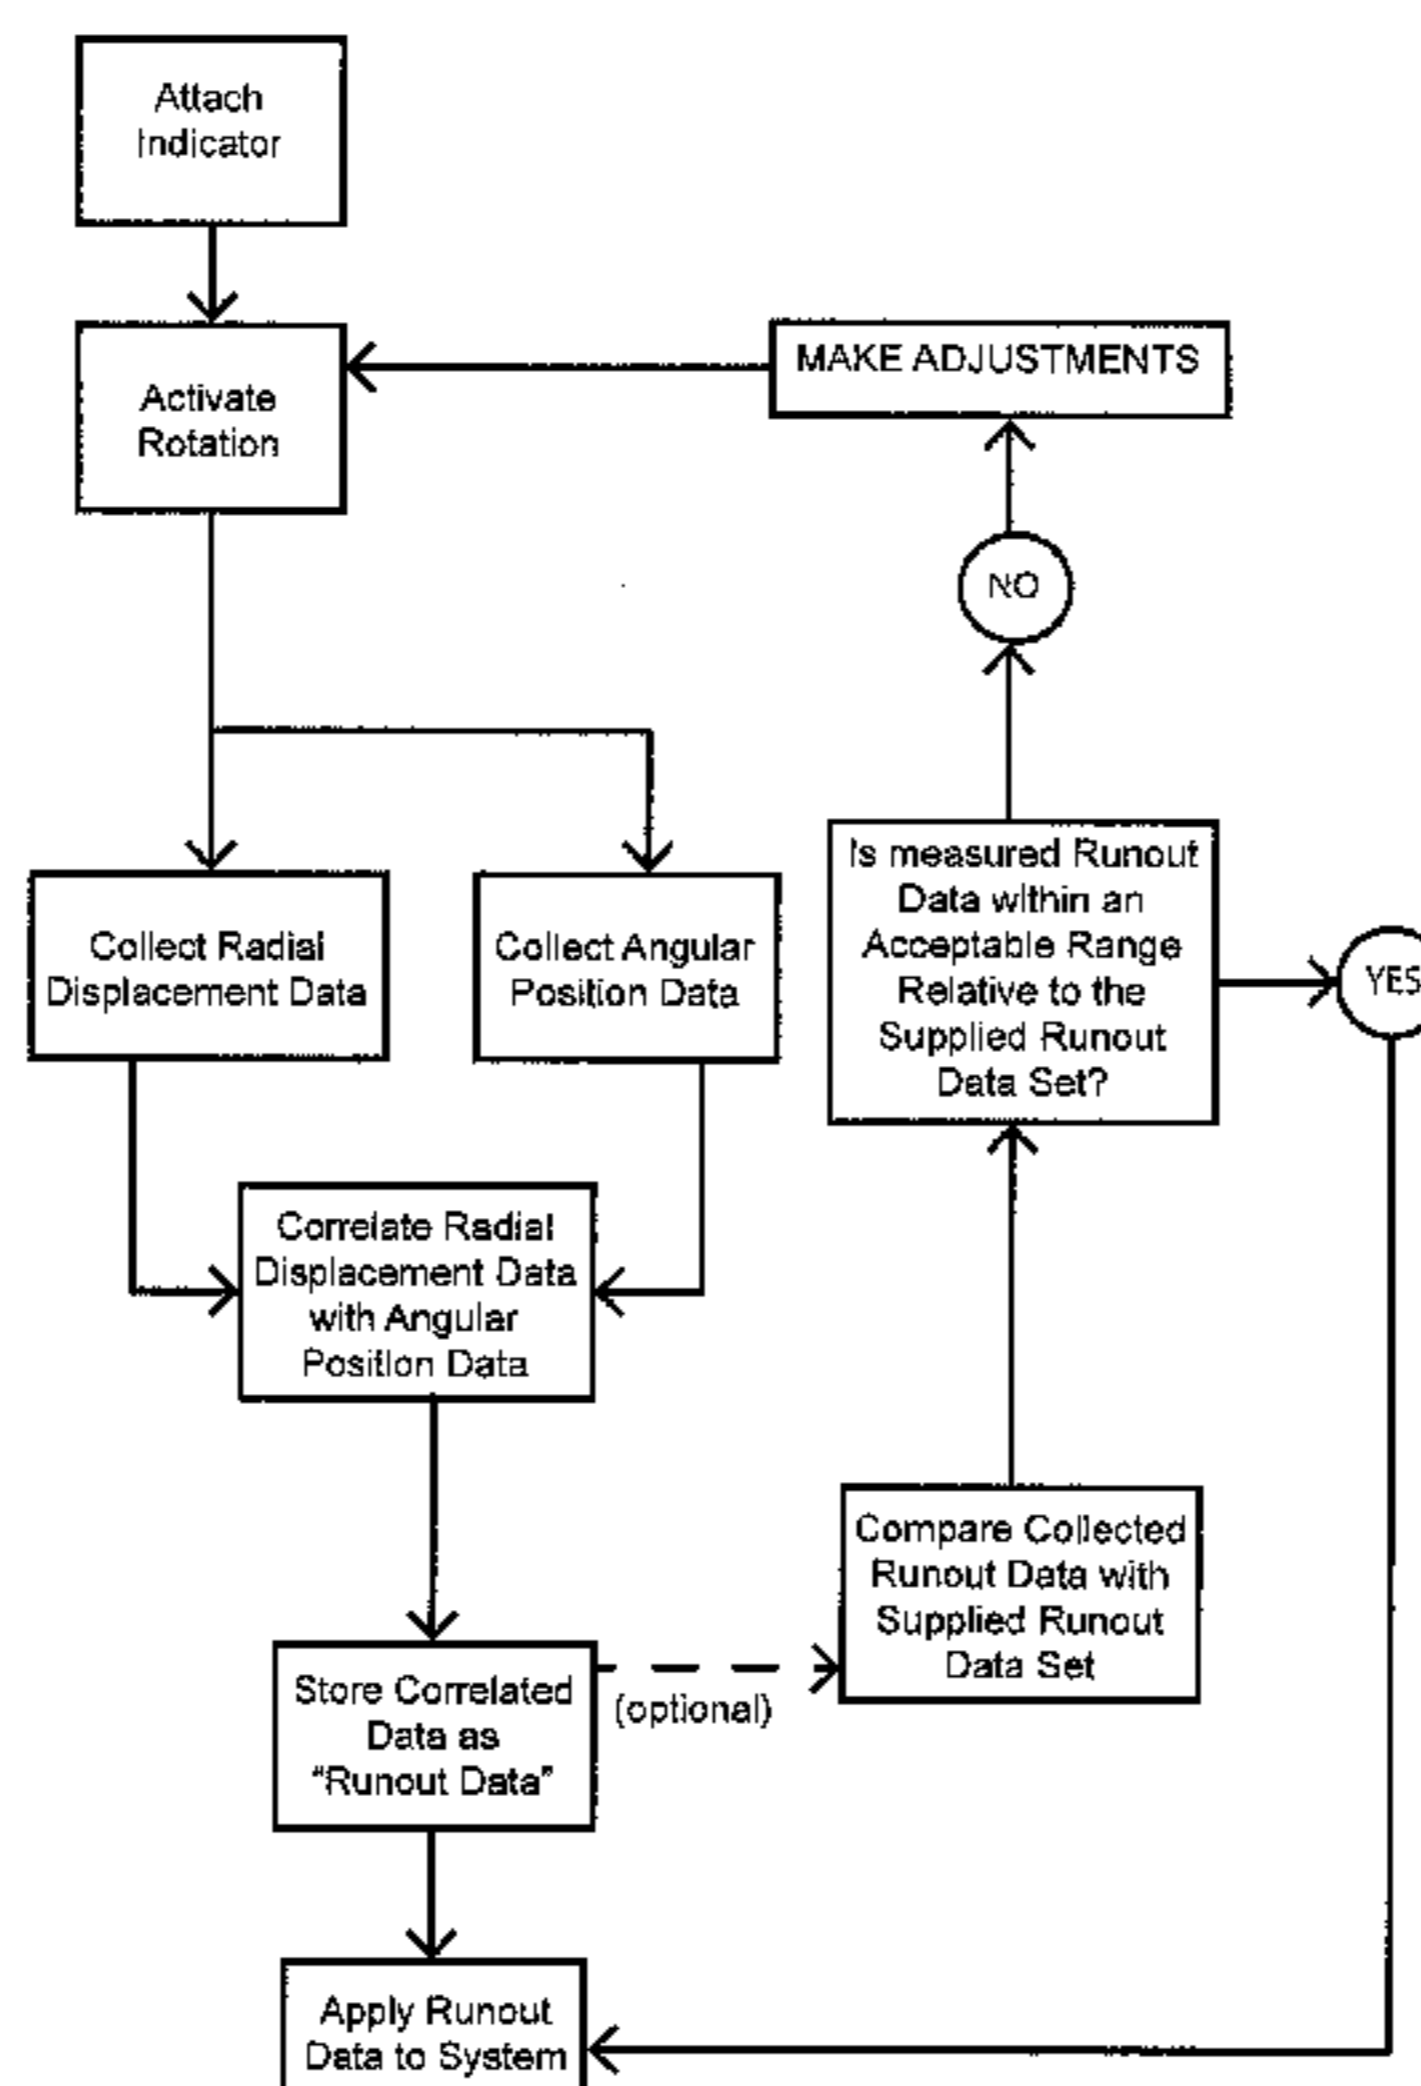 Attach
Indicator
Activate
Rotation
MAKE ADJUSTMENTS
NO
Collect Radial
Displacement Data
Collect Angular
Position Data
Is measured Runout
Data within an
Acceptable Range
Relative to the
Supplied Runout
Data Set?
YES
Correlate Radial
Displacement Data
with Angular
Position Data
Compare Collected
Runout Data with
Supplied Runout
Data Set
Store Correlated
Data as
“Runout Data”
(optional)
Apply Runout
Data to System